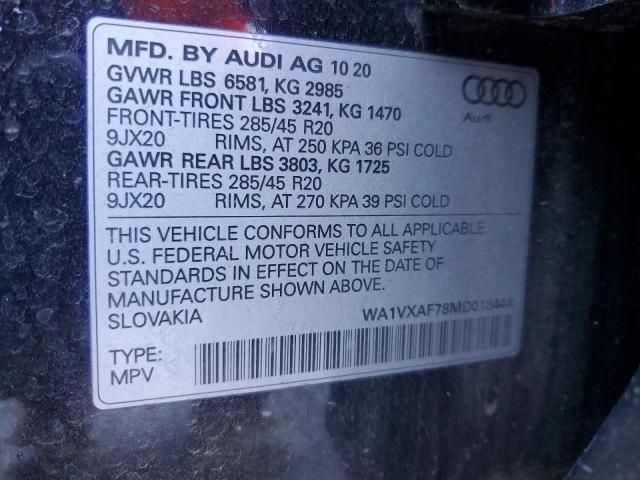 MFD. BY AUDI AG 10 20
GVWR LBS 6581, KG 2985
GAWR FRONT LBS 3241, KG 1470
FRONT-TIRES 285/45 R20
9JX20 RIMS, AT 250 KPA 36 PSI COLD
GAWR REAR LBS 3803, KG 1725
REAR-TIRES 285/45 R20
9JX20 RIMS, AT 270 KPA 39 PSI COLD
Audi
THIS VEHICLE CONFORMS TO ALL APPLICABLE
U.S. FEDERAL MOTOR VEHICLE SAFETY
STANDARDS IN EFFECT ON THE DATE OF
MANUFACTURE SHOWN ABOVE.
SLOVAKIA
WA1VXAF78MD018444
TYPE:
MPV